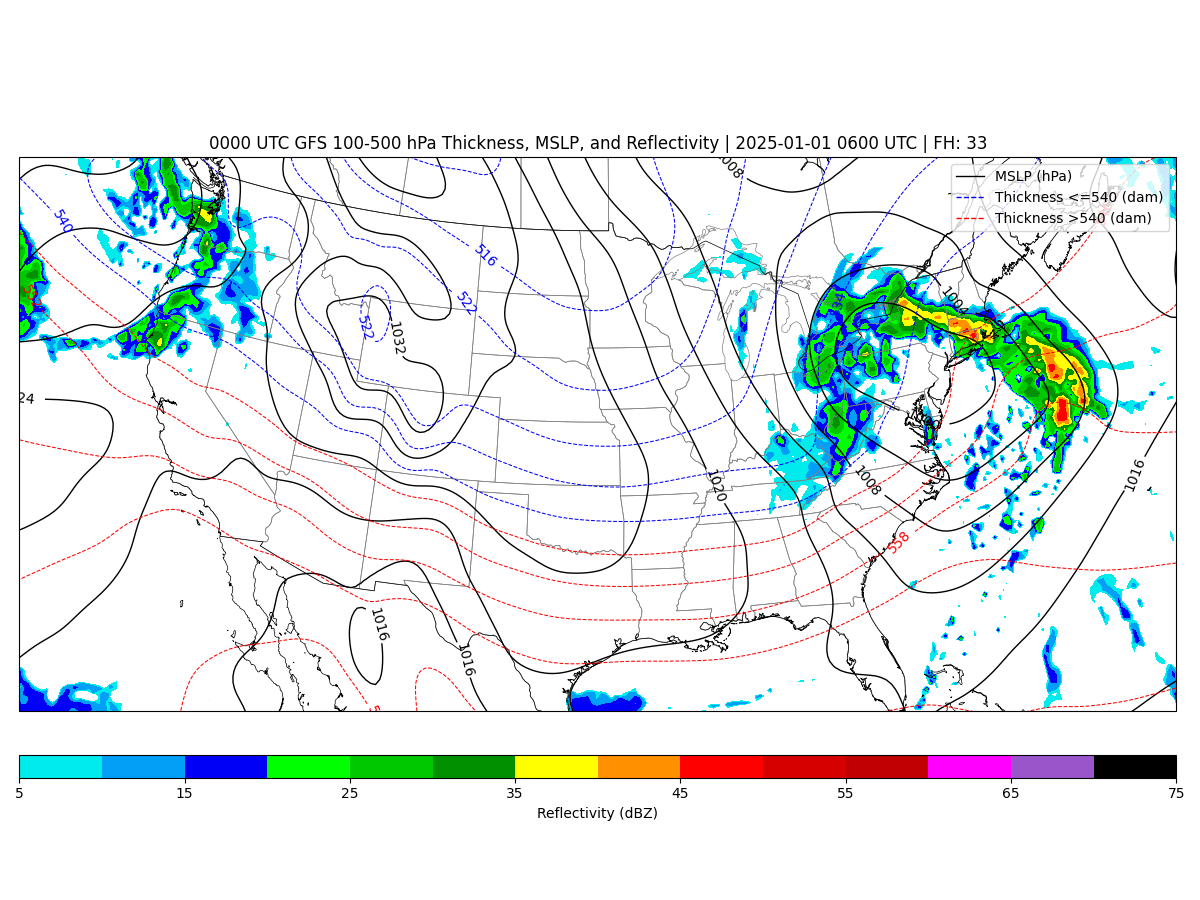 0000 UTC GFS 100-500 hPa Thickness, MSLP, and Reflectivity | 2025-01-01 0600 UTC | FH: 33
MSLP (hPa)
Thickness <=540 (dam)
Thickness >540 (dam)
1008
540
516
522
522
1032
1004
24
1020
1008
1016
558
1016
1016
5 15 25 35 45 55 65 75
Reflectivity (dBZ)